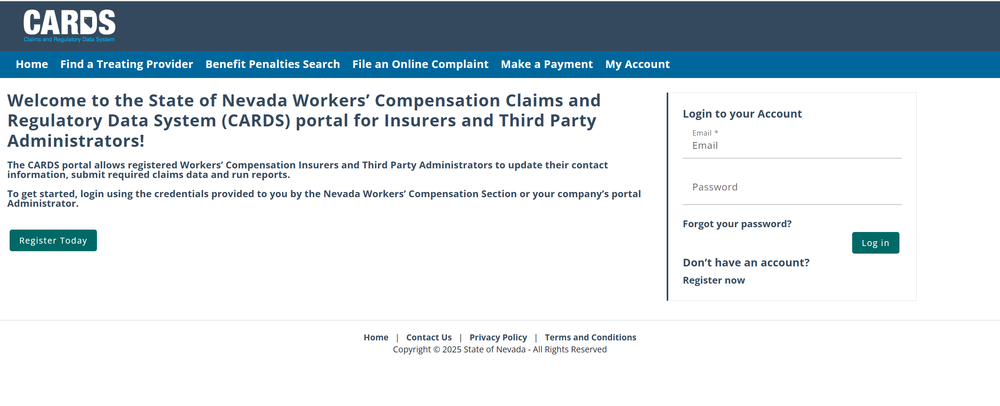 CARDS
Claims and Regulatory Data System
Home Find a Treating Provider Benefit Penalties Search File an Online Complaint Make a Payment My Account
Welcome to the State of Nevada Workers’ Compensation Claims and
Regulatory Data System (CARDS) portal for Insurers and Third Party
Administrators!
The CARDS portal allows registered Workers’ Compensation Insurers and Third Party Administrators to update their contact
information, submit required claims data and run reports.
To get started, login using the credentials provided to you by the Nevada Workers’ Compensation Section or your company’s portal
Administrator.
Register Today
Login to your Account
Email *
Email
Password
Forgot your password?
Log in
Don’t have an account?
Register now
Home | Contact Us | Privacy Policy | Terms and Conditions
Copyright © 2025 State of Nevada - All Rights Reserved